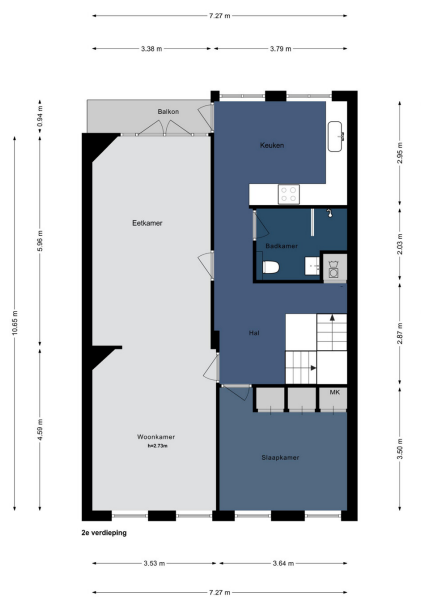 7.27 m
3.38 m
3.79 m
0.94 m
Balkon
Keuken
2.95 m
10.65 m
5.96 m
Eetkamer
Badkamer
2.03 m
Hal
2.87 m
4.59 m
MK
Woonkamer
h=2.73m
Slaapkamer
3.50 m
2e verdieping
3.53 m
3.64 m
7.27 m